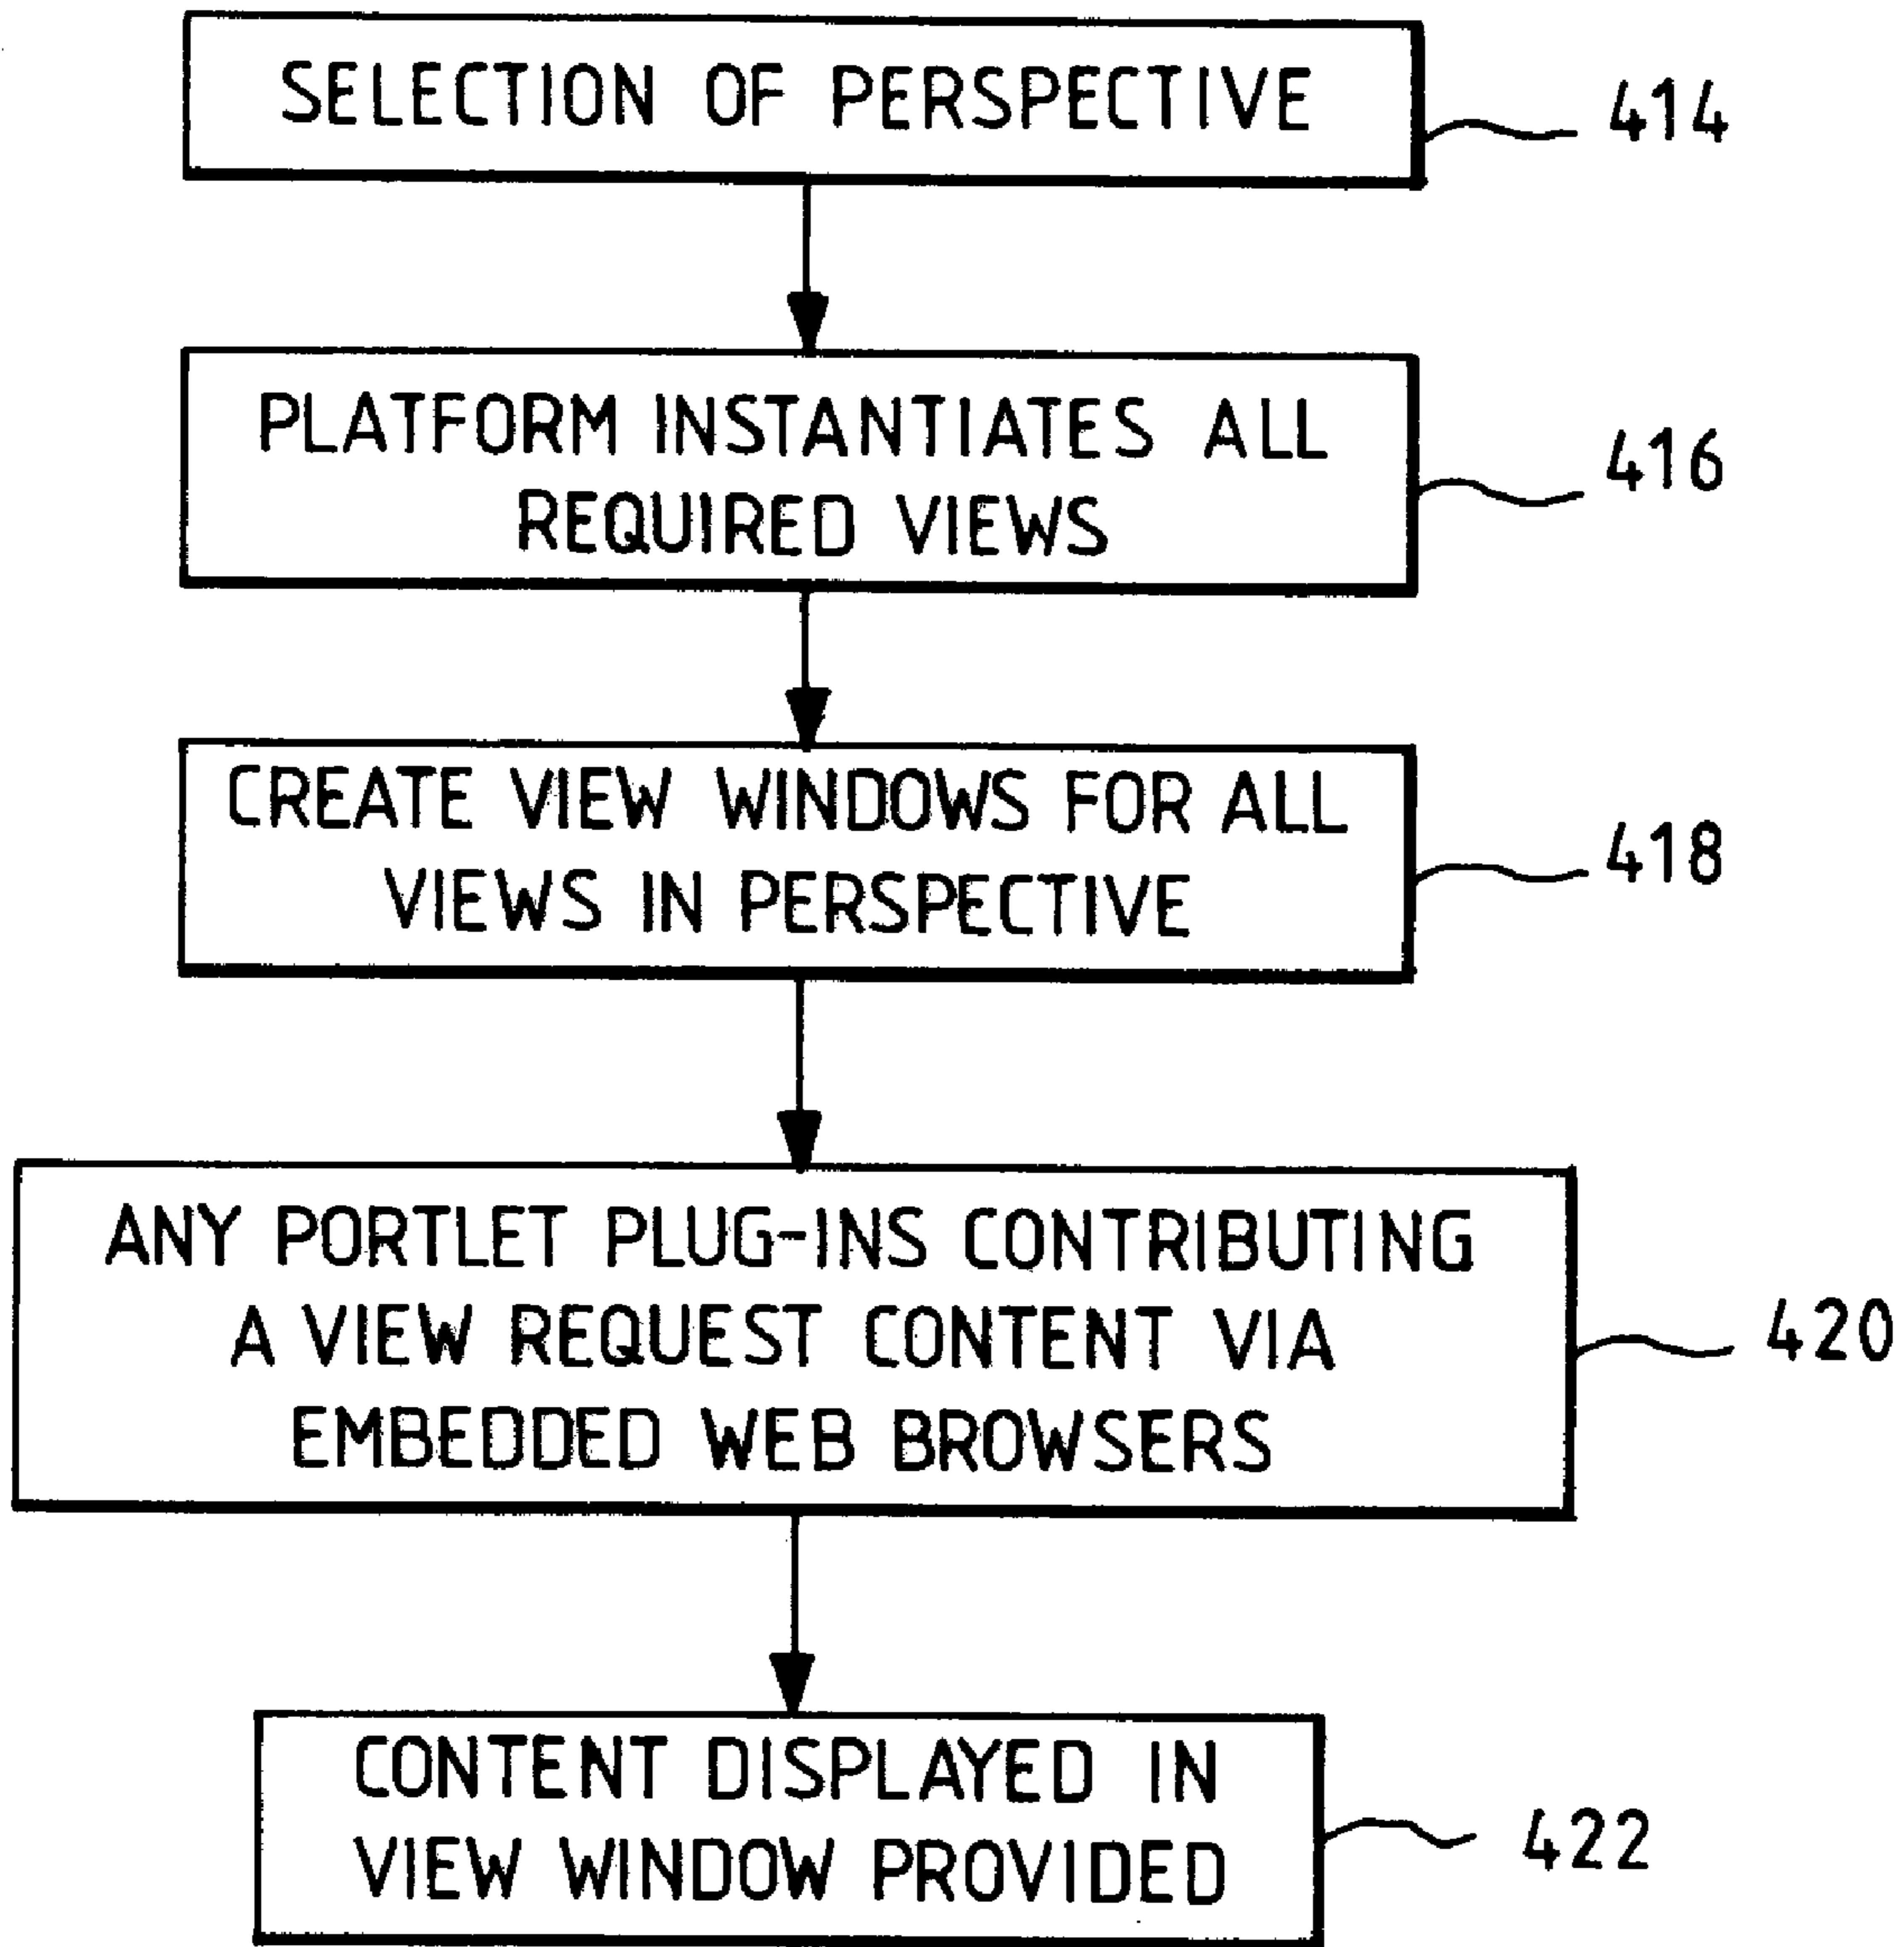 SELECTION OF PERSPECTIVE
414
PLATFORM INSTANTIATES ALL
REQUIRED VIEWS
416
CREATE VIEW WINDOWS FOR ALL
VIEWS IN PERSPECTIVE
418
ANY PORTLET PLUG-INS CONTRIBUTING
A VIEW REQUEST CONTENT VIA
EMBEDDED WEB BROWSERS
420
CONTENT DISPLAYED IN
VIEW WINDOW PROVIDED
422